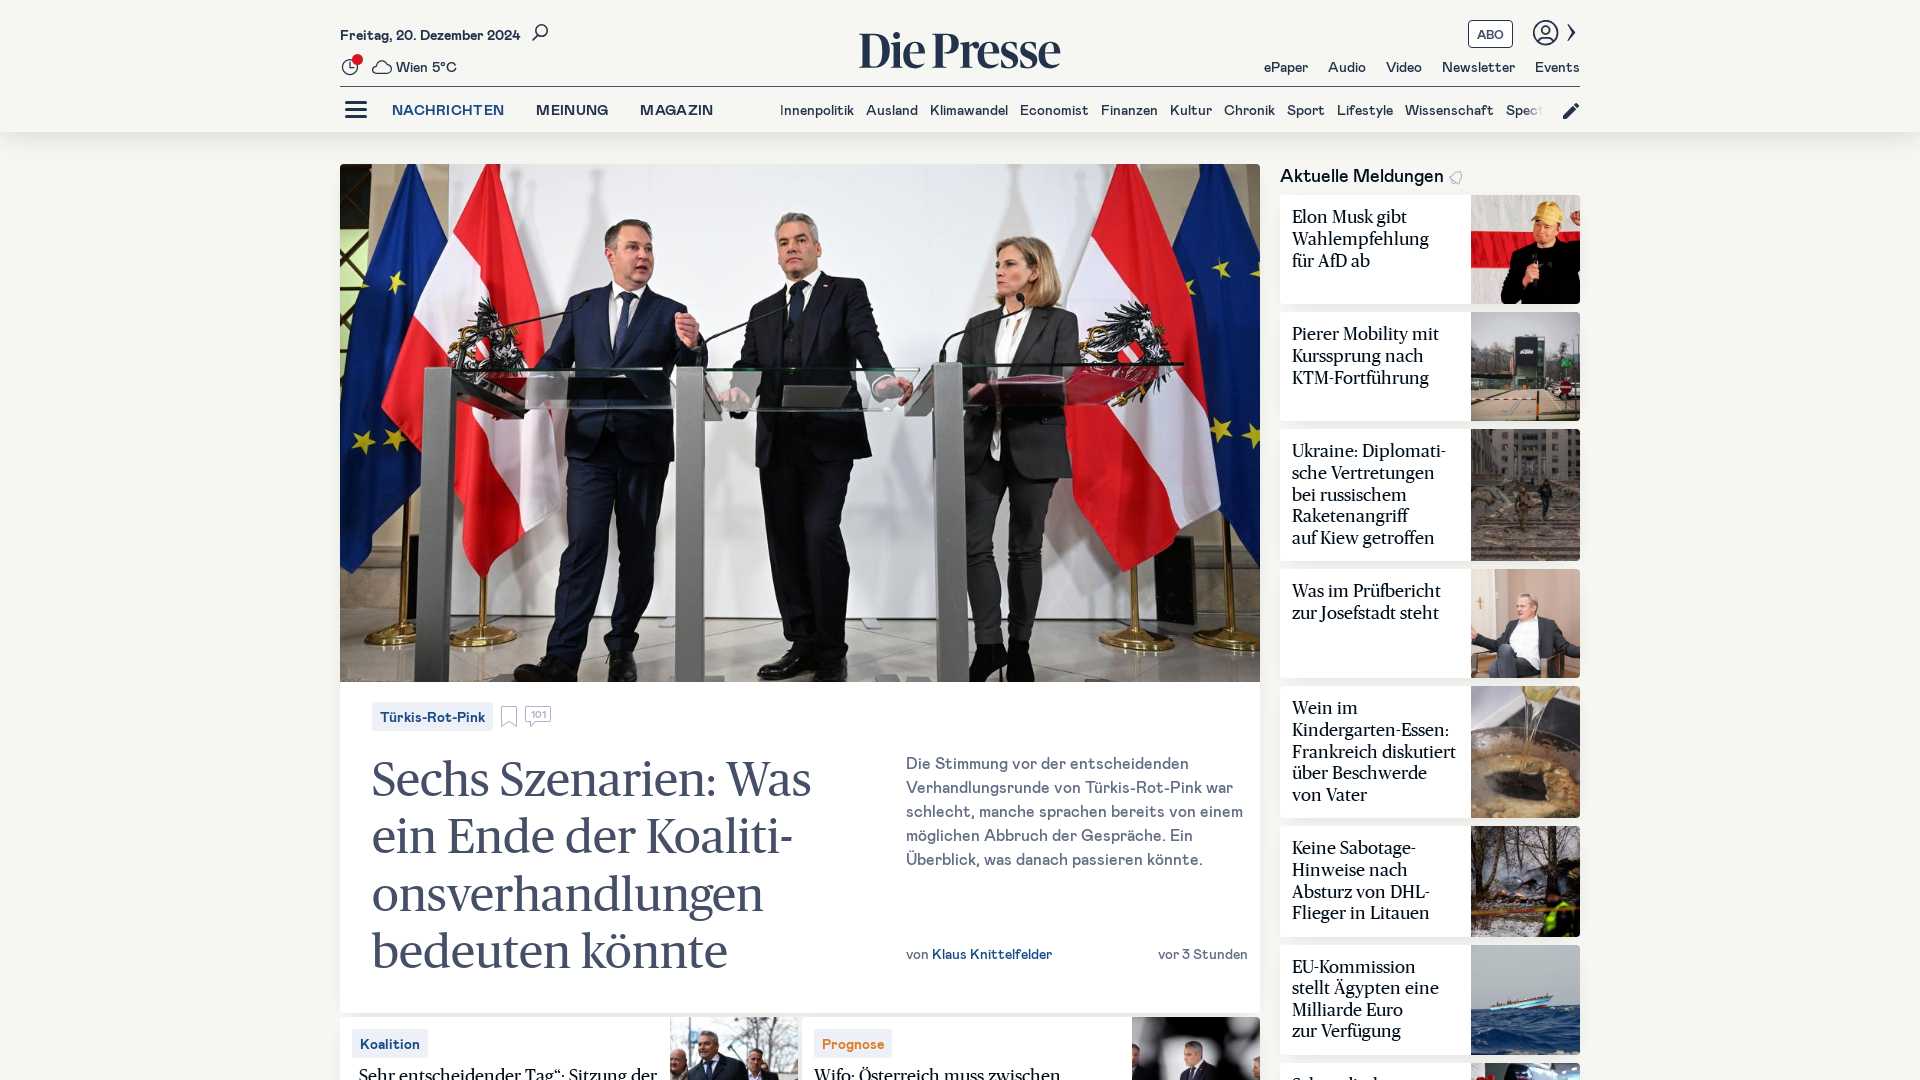 Freitag, 20. Dezember 2024
Die Presse
ABO
Wien 5°C
ePaper Audio Video Newsletter Events
NACHRICHTEN MEINUNG MAGAZIN
Innenpolitik Ausland Klimawandel Economist Finanzen Kultur Chronik Sport Lifestyle Wissenschaft Spect
Türkis-Rot-Pink
101
Sechs Szenarien: Was
ein Ende der Koaliti-
onsverhandlungen
bedeuten könnte
Die Stimmung vor der entscheidenden
Verhandlungsrunde von Türkis-Rot-Pink war
schlecht, manche sprachen bereits von einem
möglichen Abbruch der Gespräche. Ein
Überblick, was danach passieren könnte.
von Klaus Knittelfelder
vor 3 Stunden
Koalition
„Sehr entscheidender Tag“: Sitzung der
Prognose
Wifo: Österreich muss zwischen
Aktuelle Meldungen
Elon Musk gibt
Wahlempfehlung
für AfD ab
Pierer Mobility mit
Kurssprung nach
KTM-Fortführung
Ukraine: Diplomati-
sche Vertretungen
bei russischem
Raketenangriff
auf Kiew getroffen
Was im Prüfbericht
zur Josefstadt steht
Wein im
Kindergarten-Essen:
Frankreich diskutiert
über Beschwerde
von Vater
Keine Sabotage-
Hinweise nach
Absturz von DHL-
Flieger in Litauen
EU-Kommission
stellt Ägypten eine
Milliarde Euro
zur Verfügung